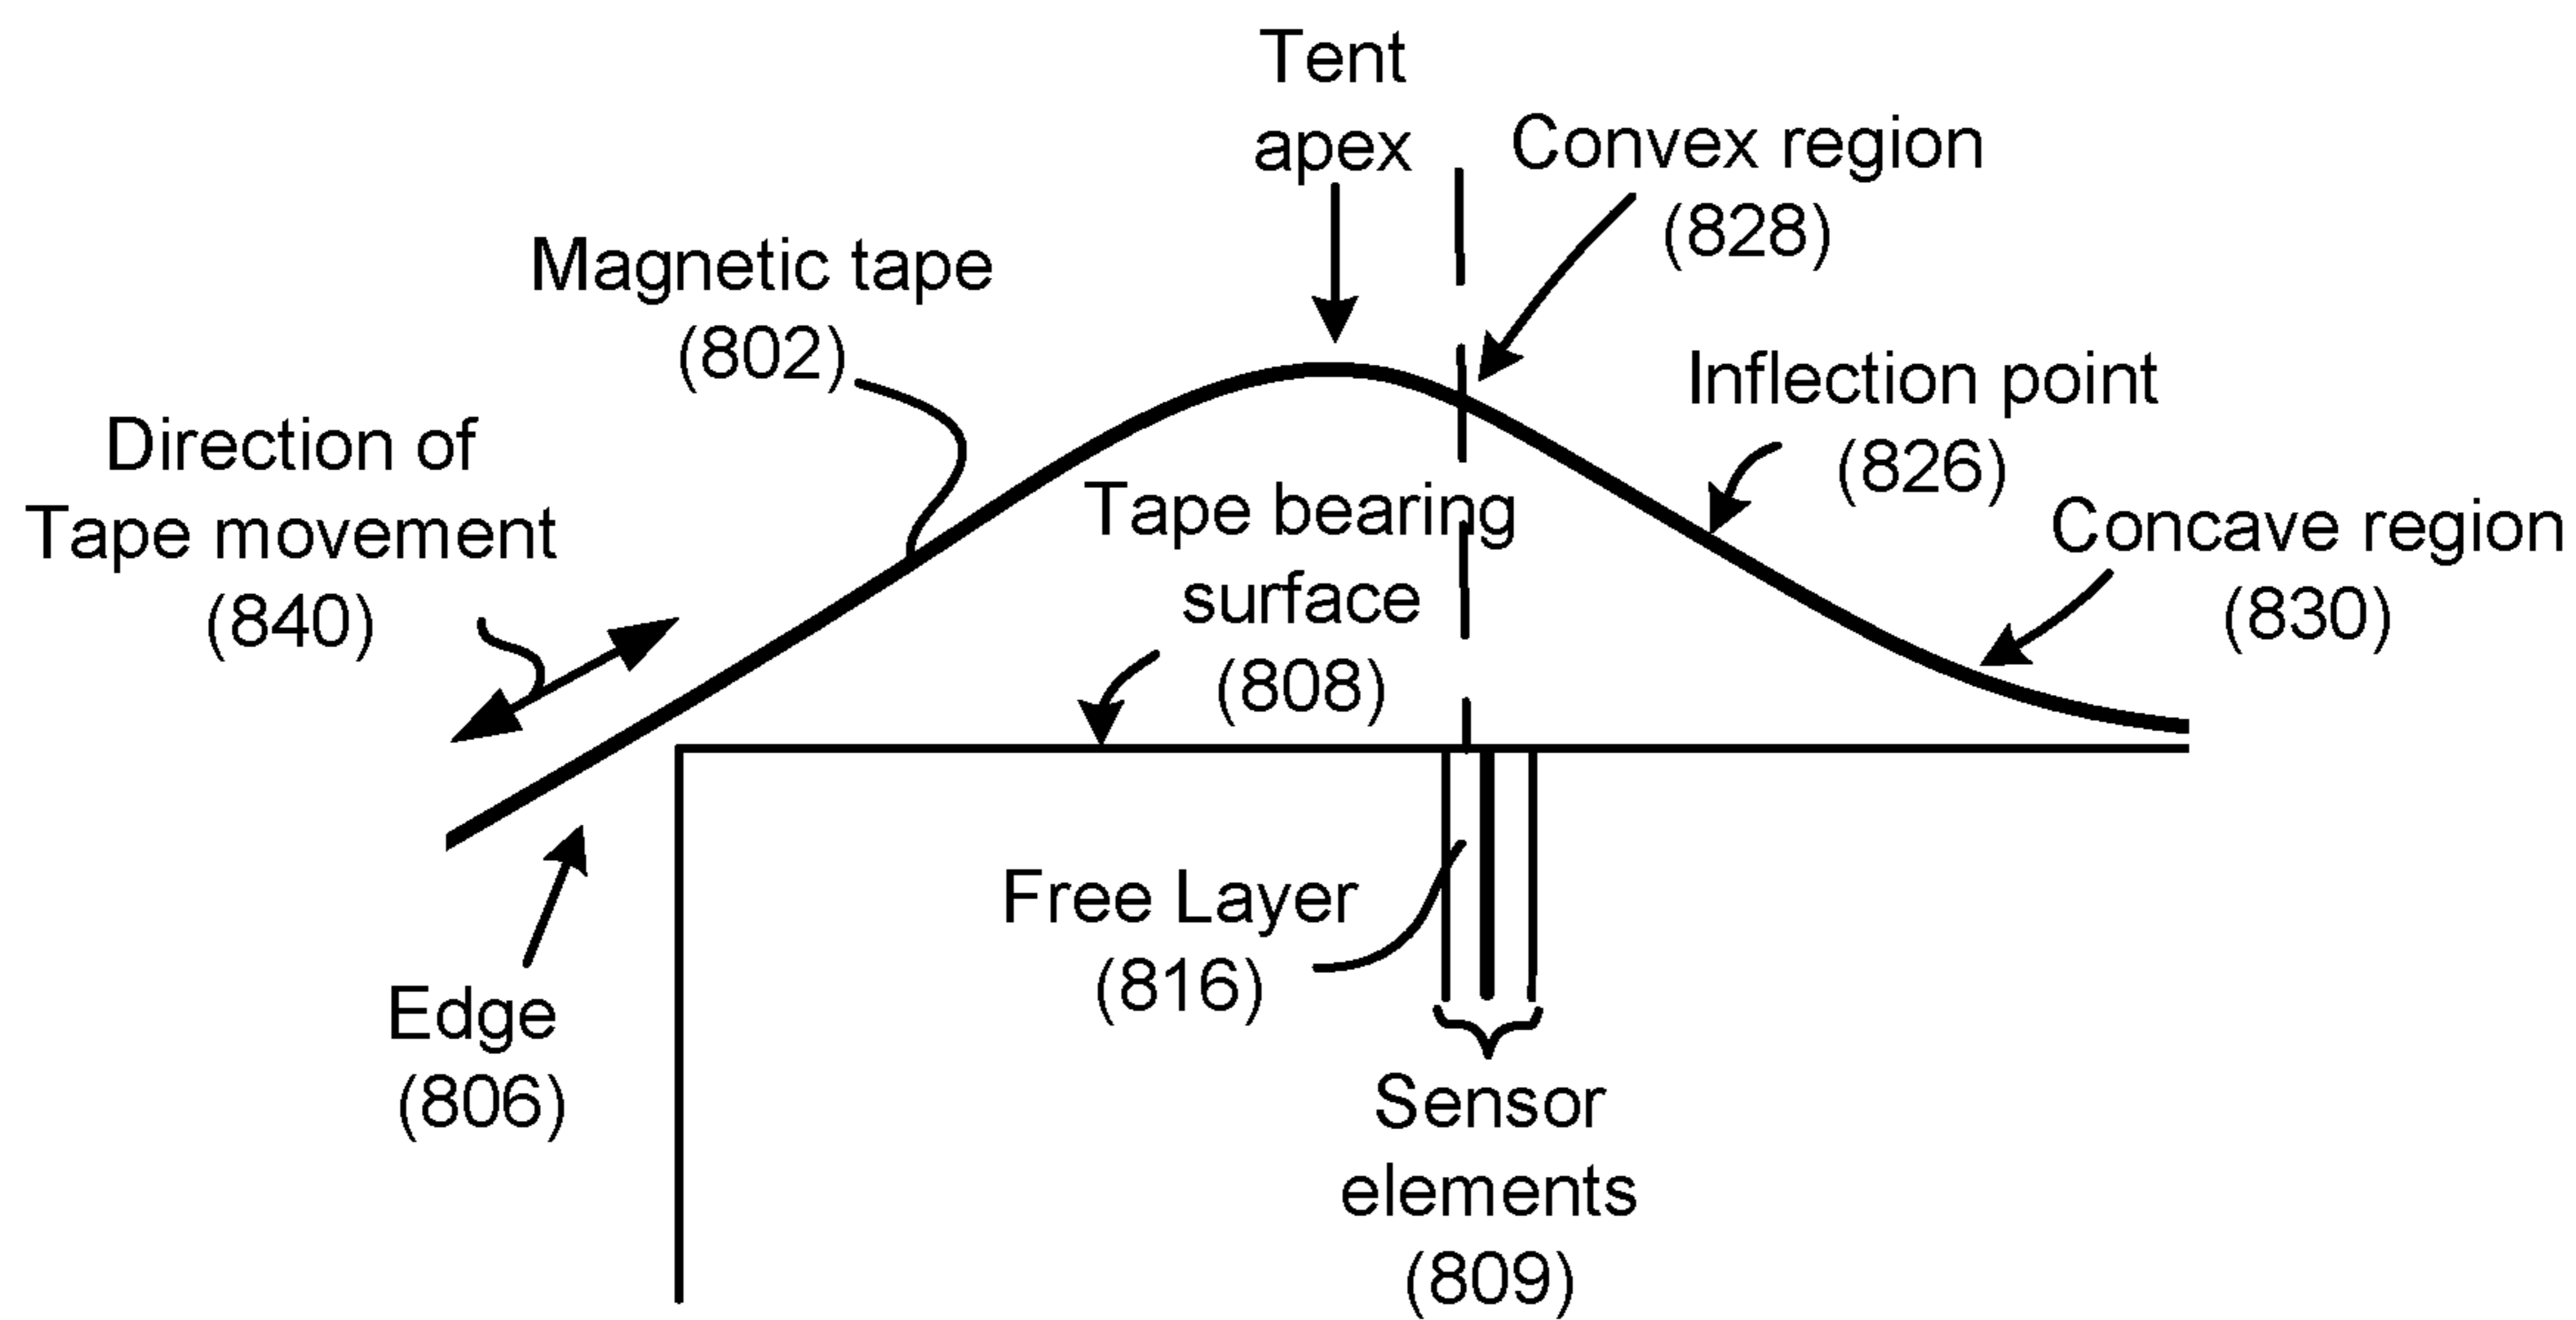 Tent
apex
Convex region
(828)
Magnetic tape
(802)
Inflection point
(826)
Direction of
Tape movement
(840)
Tape bearing
surface
(808)
Concave region
(830)
Free Layer
(816)
Edge
(806)
Sensor
elements
(809)